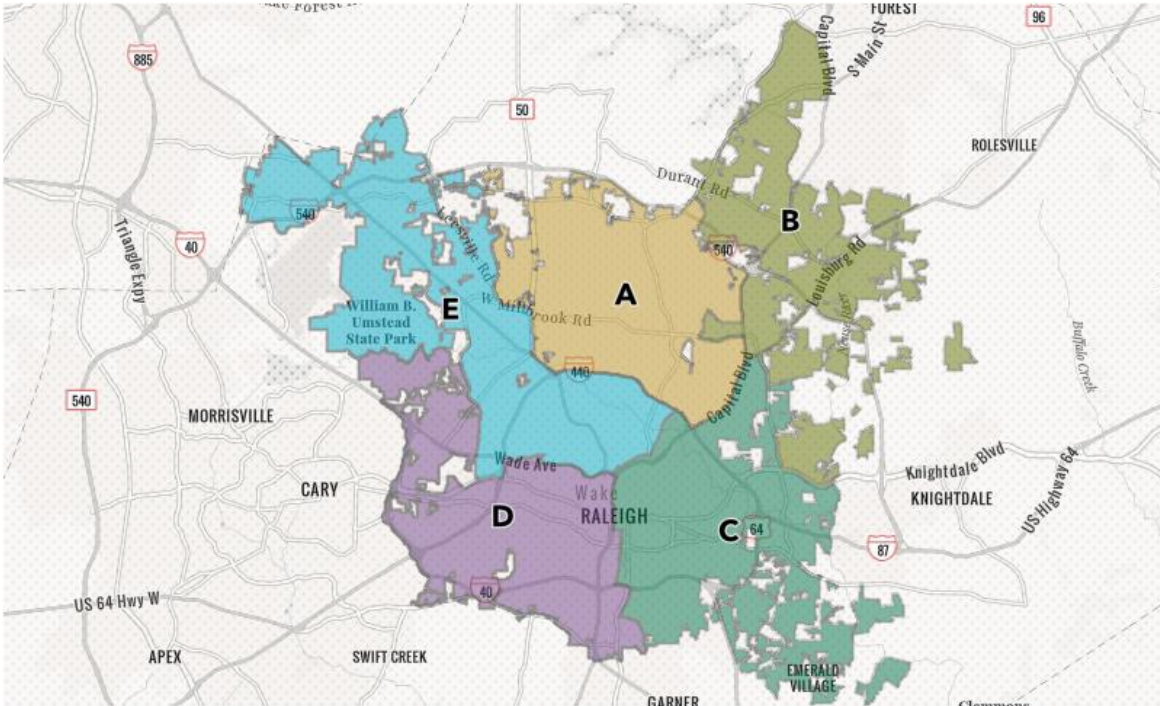 FOREST
96
Capital Blvd
S Main St
885
50
ROLESVILLE
Durant Rd
B
540
Leesville Rd
540
40
Triangle Expy
Louisburg Rd
A
E
W Millbrook Rd
William B.
Umstead
State Park
Neuse River
Buffalo Creek
440
Capital Blvd
540
MORRISVILLE
Wade Ave
Knightdale Blvd
CARY
Wake
RALEIGH
KNIGHTDALE
US Highway 64
D
C
64
87
40
US 64 Hwy W
APEX
SWIFT CREEK
EMERALD
VILLAGE
GARNER